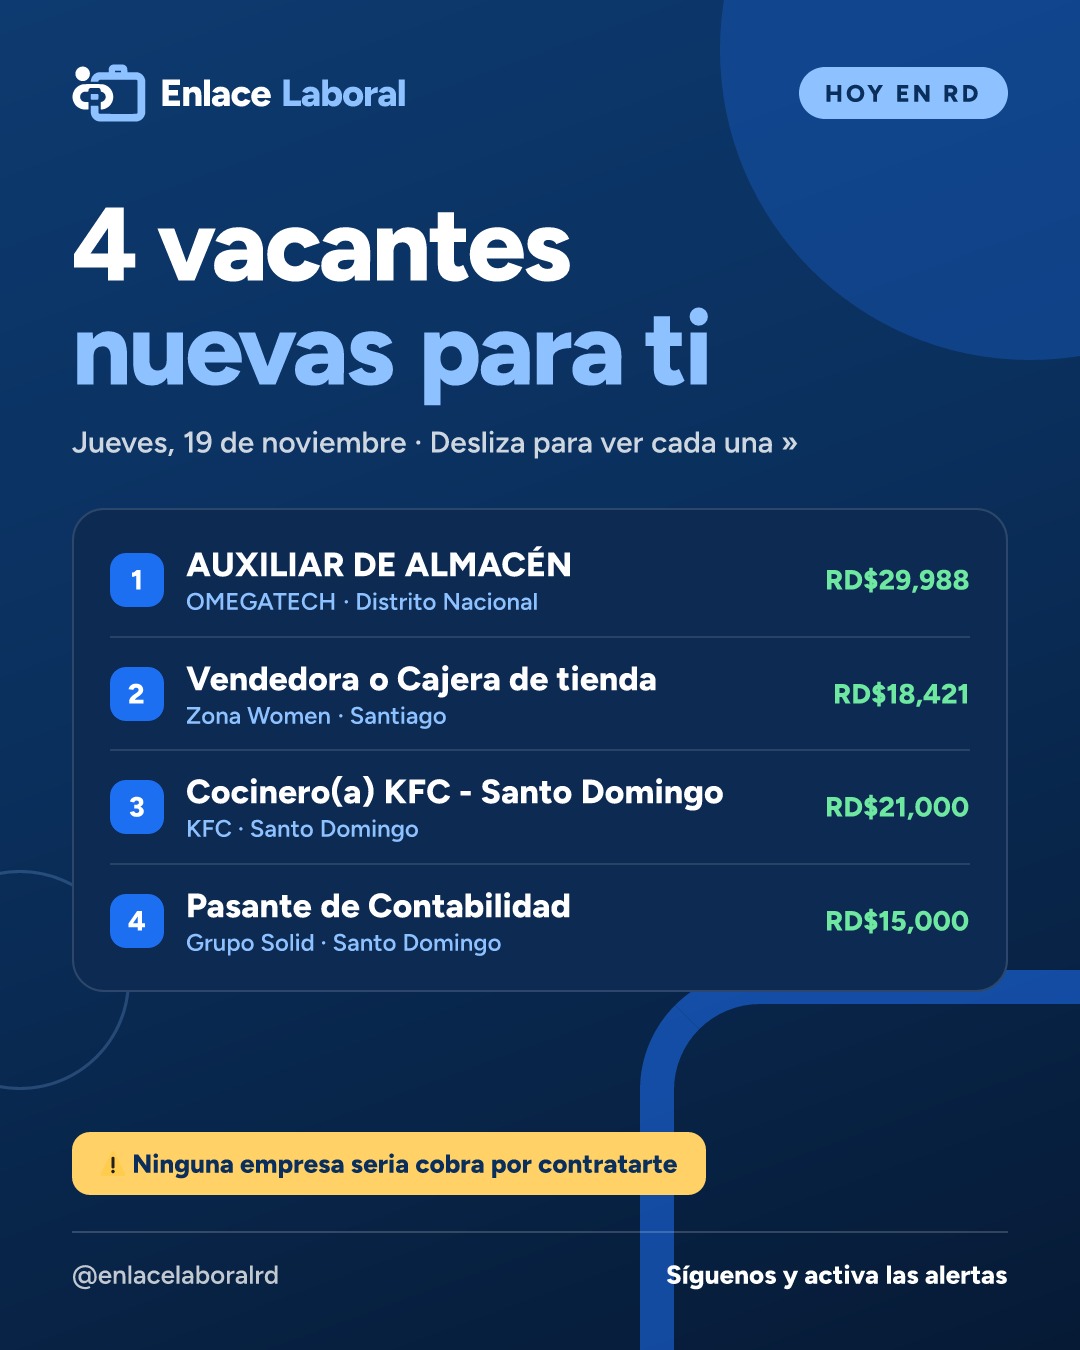 Enlace Laboral
HOY EN RD
4 vacantes
nuevas para ti
Jueves, 19 de noviembre · Desliza para ver cada una »
1
AUXILIAR DE ALMACÉN
OMEGATECH · Distrito Nacional
RD$29,988
2
Vendedora o Cajera de tienda
Zona Women · Santiago
RD$18,421
3
Cocinero(a) KFC - Santo Domingo
KFC · Santo Domingo
RD$21,000
4
Pasante de Contabilidad
Grupo Solid · Santo Domingo
RD$15,000
⚠️ Ninguna empresa seria cobra por contratarte
@enlacelaboralrd
Síguenos y activa las alertas